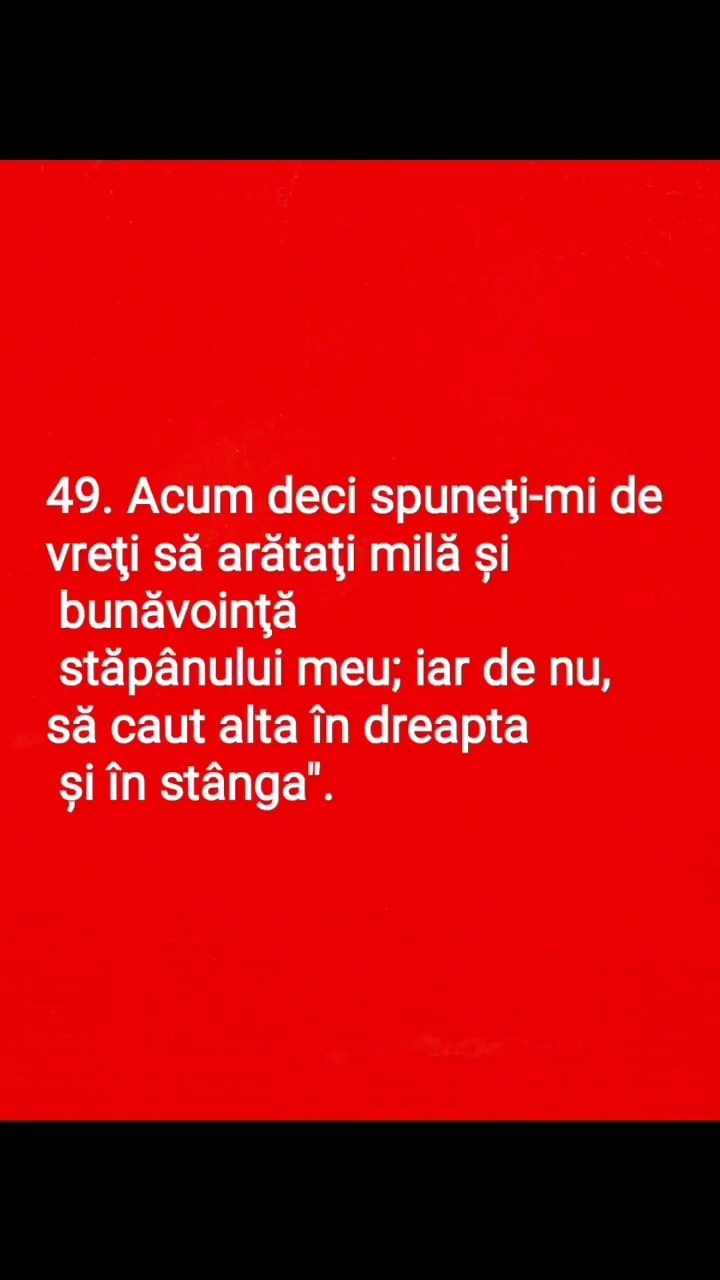 49. Acum deci spuneţi-mi de
vreţi să arătaţi milă și
bunăvoinţă
stăpânului meu; iar de nu,
să caut alta în dreapta
și în stânga".